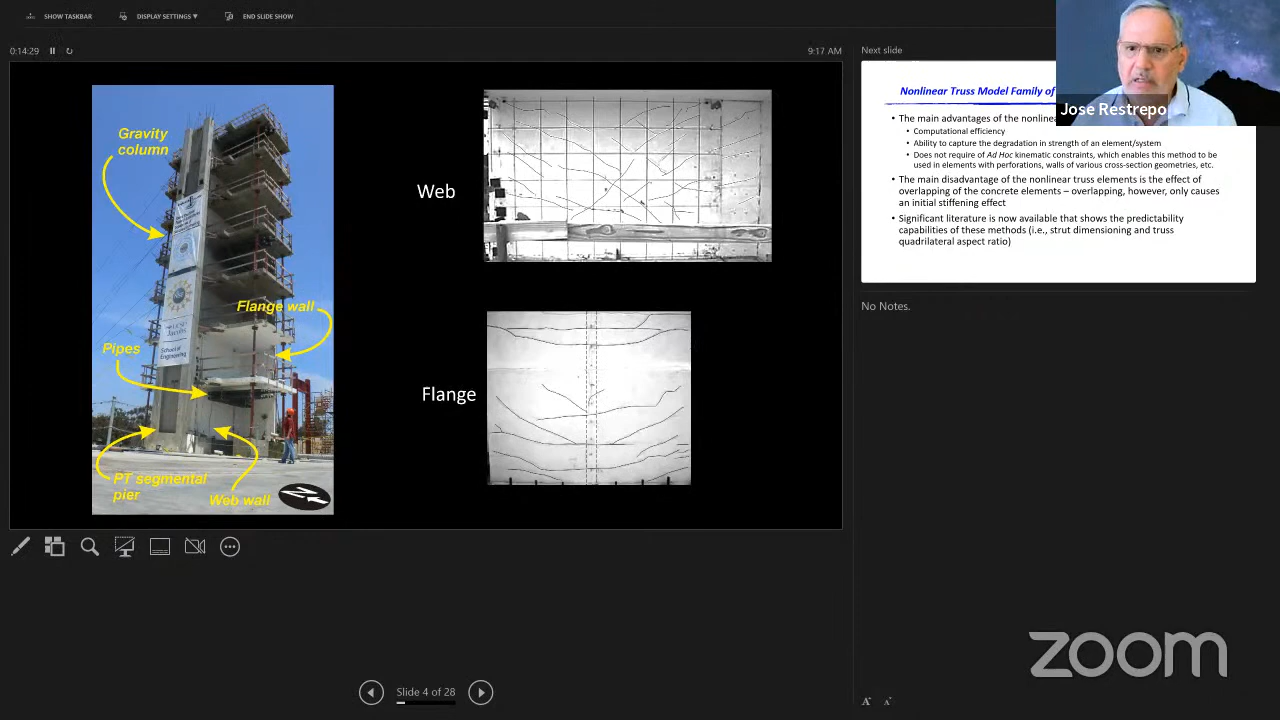 SHOW TASKBAR
DISPLAY SETTINGS ▾
END SLIDE SHOW
0:14:29
9:17 AM
Gravity
column
Flange wall
Pipes
PT segmental
pier
Web wall
Web
Flange
Next slide
Nonlinear Truss Model Family of
• The main advantages of the nonlinea
• Computational efficiency
• Ability to capture the degradation in strength of an element/system
• Does not require of Ad Hoc kinematic constraints, which enables this method to be
used in elements with perforations, walls of various cross-section geometries, etc.
• The main disadvantage of the nonlinear truss elements is the effect of
overlapping of the concrete elements – overlapping, however, only causes
an initial stiffening effect
• Significant literature is now available that shows the predictability
capabilities of these methods (i.e., strut dimensioning and truss
quadrilateral aspect ratio)
Jose Restrepo
No Notes.
Slide 4 of 28
A A
zoom